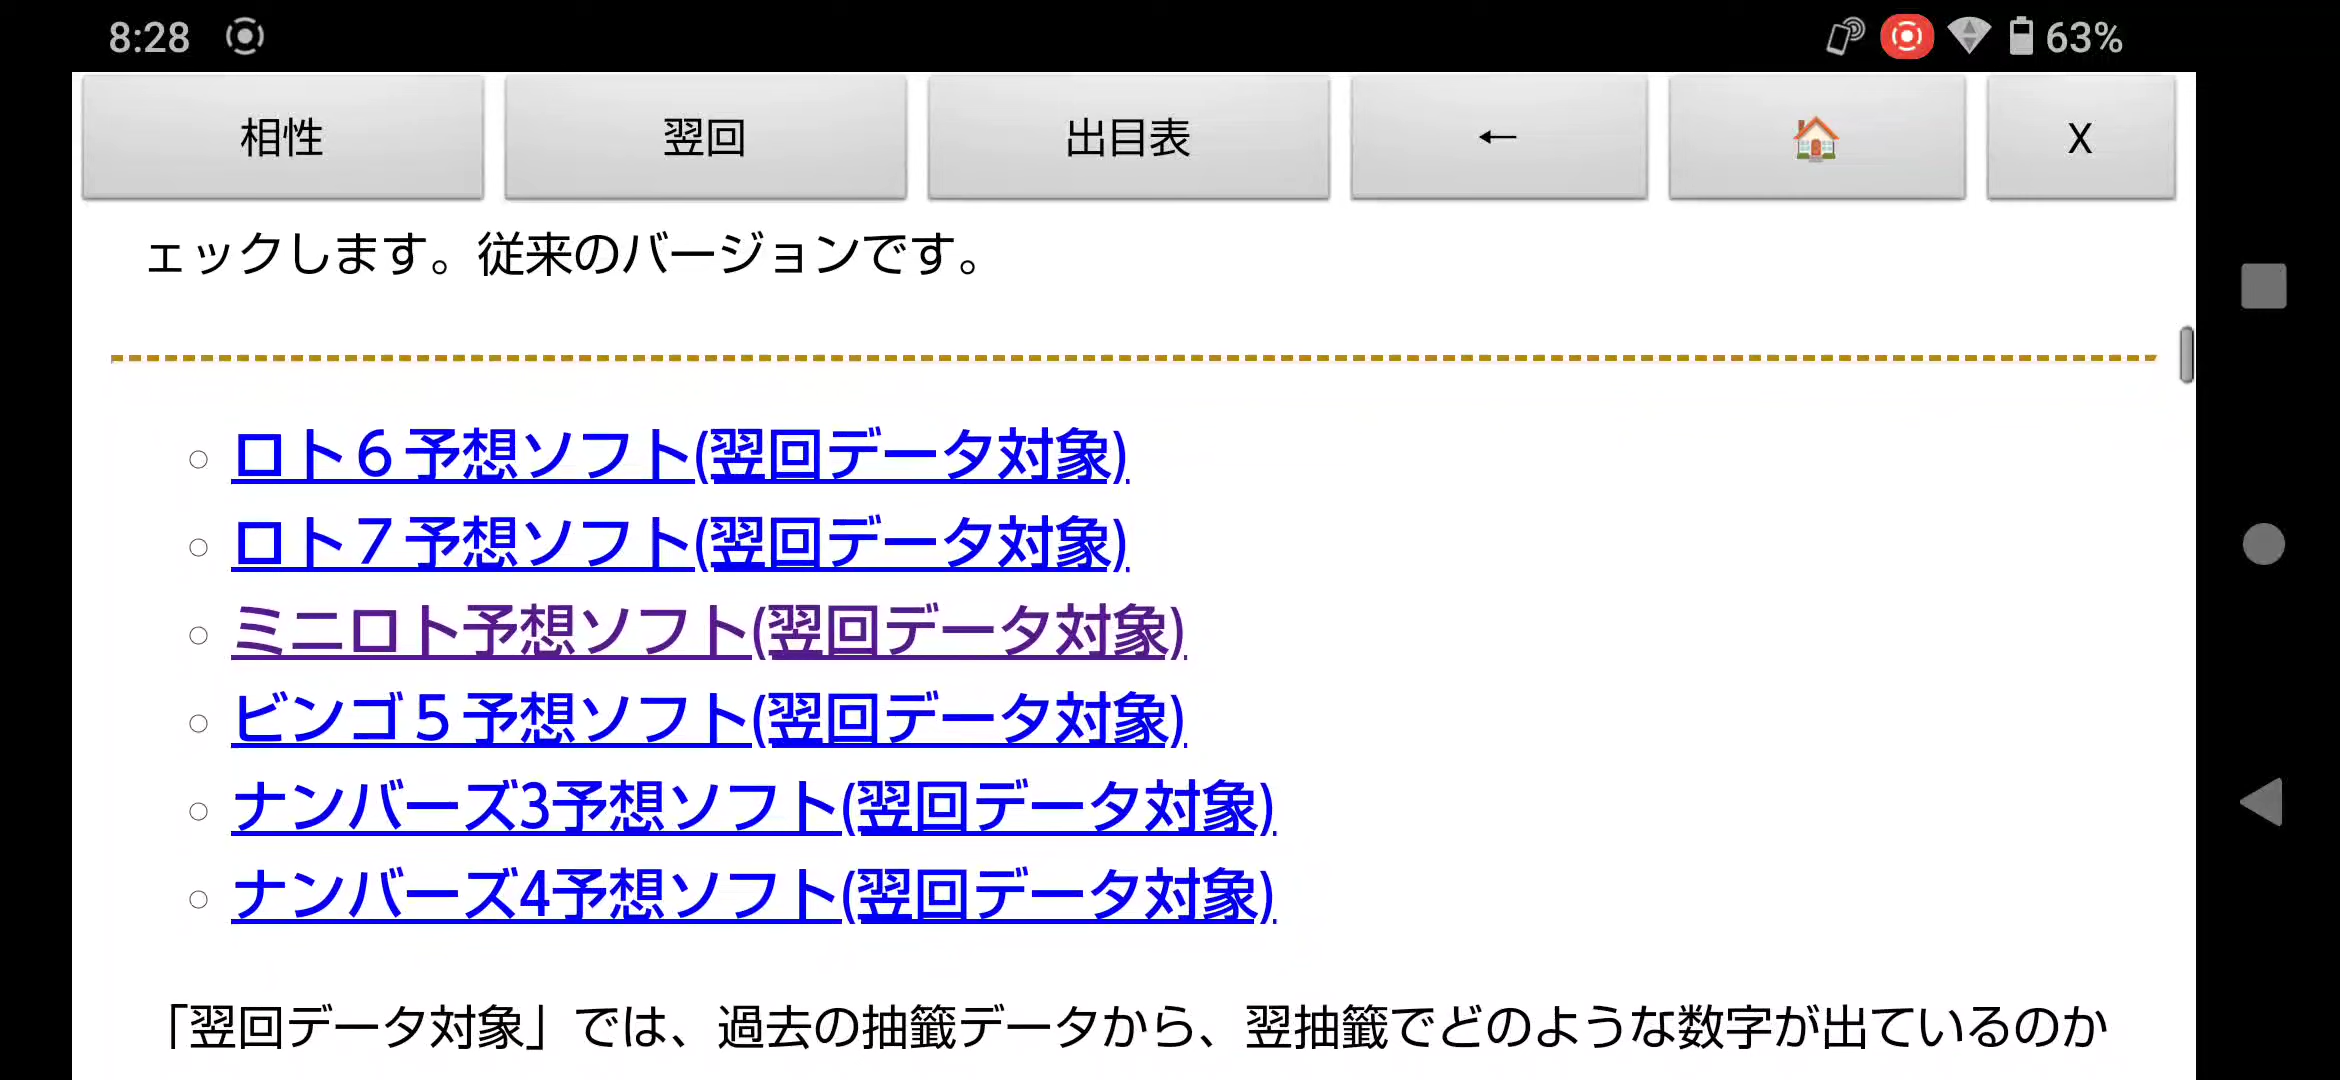 8:28 63%
相性 翌回 出目表 ← X
ェックします。従来のバージョンです。
ロト６予想ソフト(翌回データ対象)
ロト７予想ソフト(翌回データ対象)
ミニロト予想ソフト(翌回データ対象)
ビンゴ５予想ソフト(翌回データ対象)
ナンバーズ3予想ソフト(翌回データ対象)
ナンバーズ4予想ソフト(翌回データ対象)
「翌回データ対象」では、過去の抽籤データから、翌抽籤でどのような数字が出ているのか